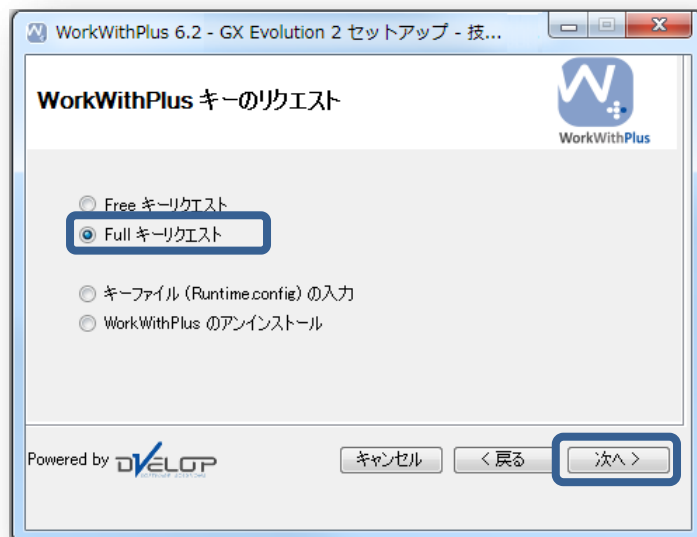 WorkWithPlus 6.2 - GX Evolution 2 セットアップ - 技...
WorkWithPlus キーのリクエスト
WorkWithPlus
Free キーリクエスト
Full キーリクエスト
キーファイル (Runtime.config) の入力
WorkWithPlus のアンインストール
Powered by DVELOP
キャンセル
< 戻る
次へ >